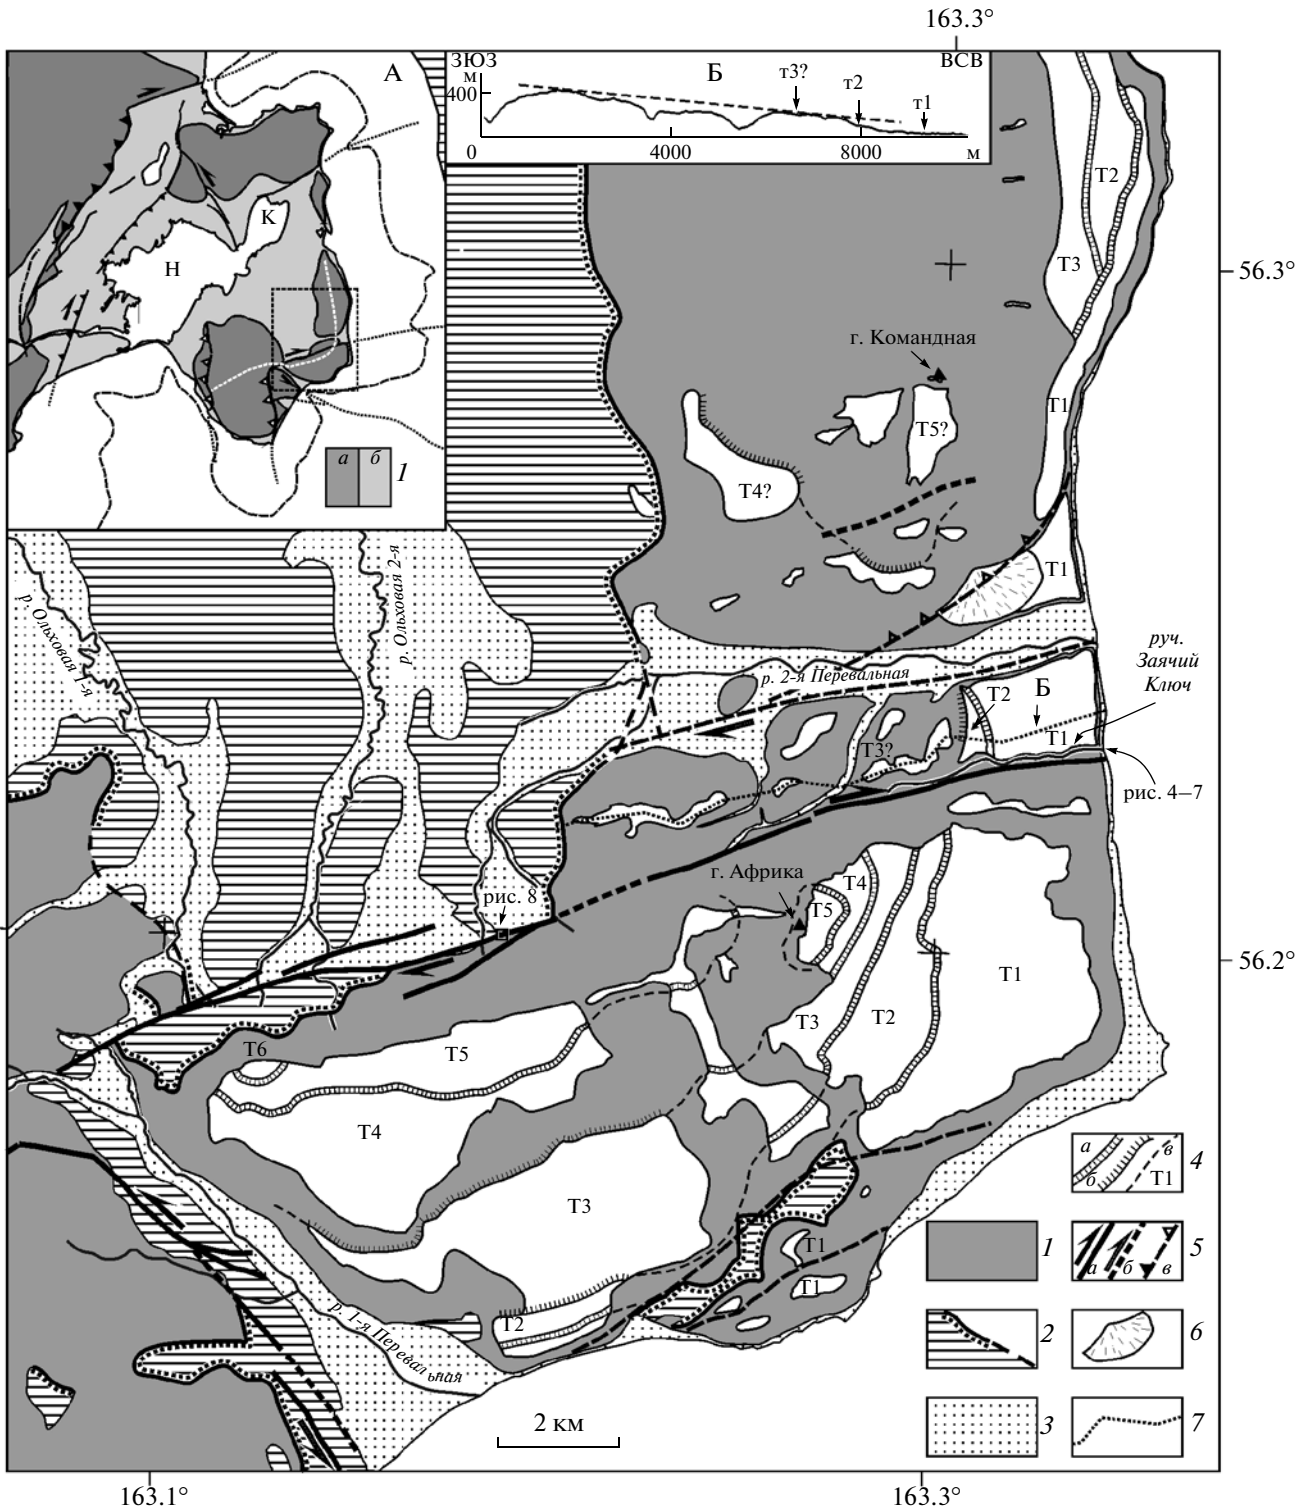 163.3°
А
ЗЮЗ
Б
ВСВ
м
400
т3?
т2
т1
0
4000
8000
м
К
Н
а
б
1
Т2
Т3
56.3°
г. Командная
Т1
Т5?
Т4?
Т1
р. Ольховая 1-я
р. Ольховая 2-я
руч.
Заячий
Ключ
р. 2-я Перевальная
Т2
Б
Т1
Т3?
рис. 4–7
г. Африка
рис. 8
Т4
Т5
Т1
56.2°
Т3
Т2
Т6
Т5
Т4
Т3
Т1
Т1
Т2
р. 1-я Перевальная
а
в
б
Т1
4
1
а
б
в
5
2
6
3
7
2 км
163.1°
163.3°